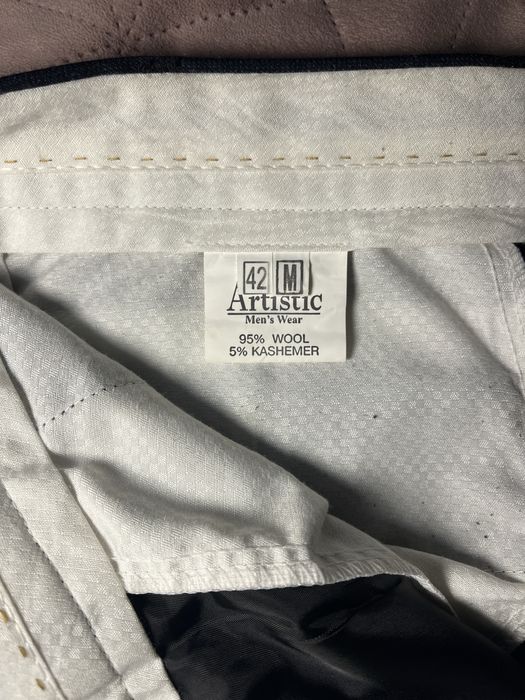 42 M
Artistic
Men's Wear
95% WOOL
5% KASHEMER